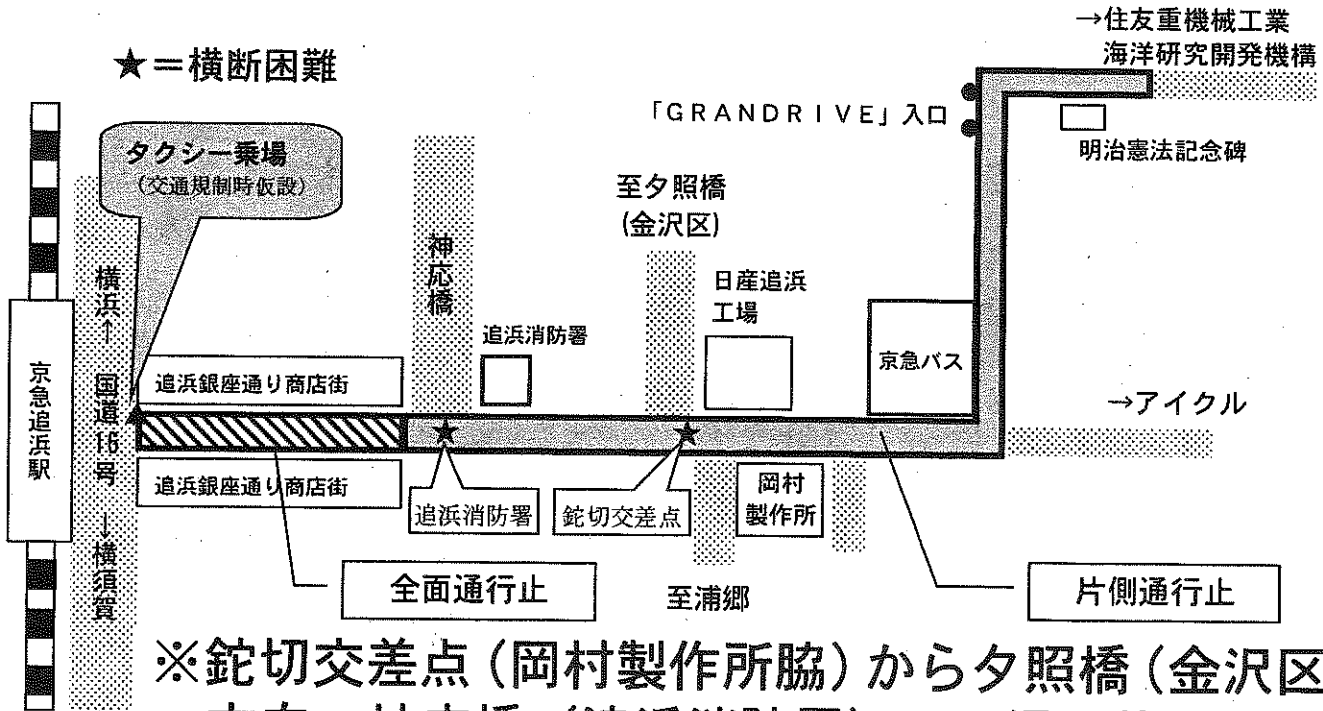 →住友重機械工業
海洋研究開発機構
★＝横断困難
「ＧＲＡＮＤＲＩＶＥ」入口
明治憲法記念碑
タクシー乗場
（交通規制時仮設）
至夕照橋
(金沢区)
神応橋
横浜↑ 国道16号 ↓横須賀
日産追浜
工場
追浜消防署
京急バス
京急追浜駅
追浜銀座通り商店街
→アイクル
追浜銀座通り商店街
追浜消防署
鉈切交差点
岡村
製作所
全面通行止
至浦郷
片側通行止
※鉈切交差点（岡村製作所脇）から夕照橋（金沢区